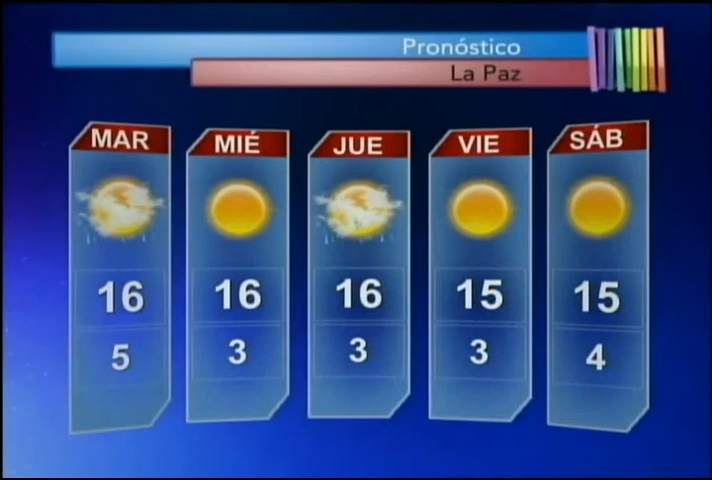 Pronóstico
La Paz
MAR MIÉ JUE VIE SÁB
16 16 16 15 15
5 3 3 3 4